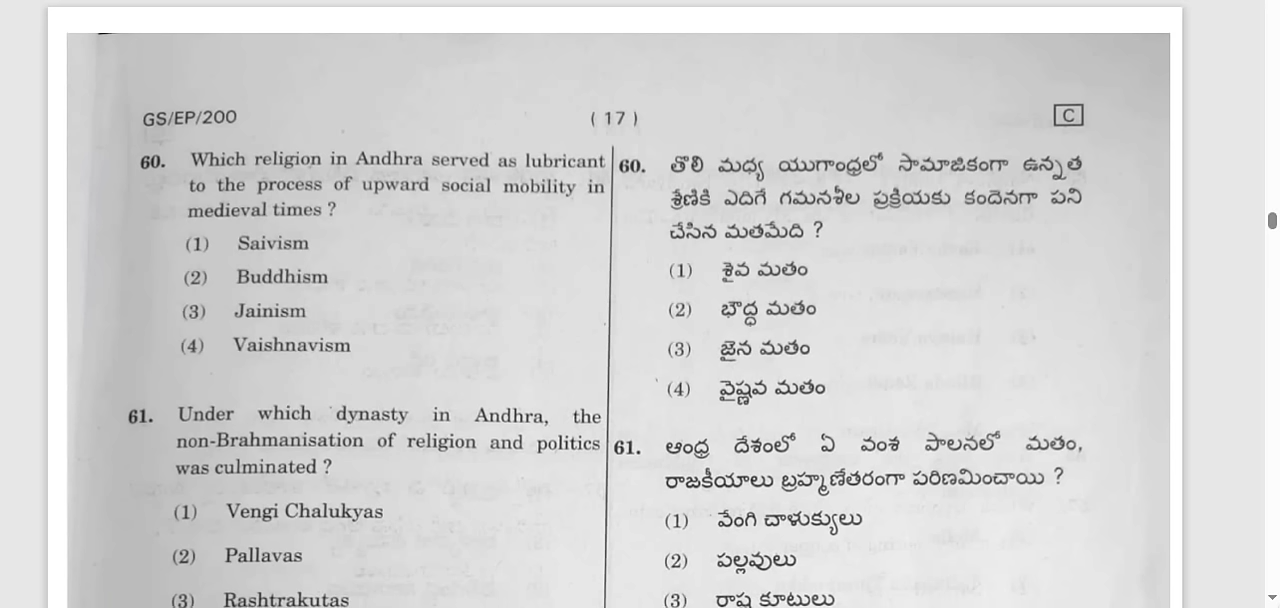 GS/EP/200
( 17 )
C
60. Which religion in Andhra served as lubricant
to the process of upward social mobility in
medieval times ?
(1) Saivism
(2) Buddhism
(3) Jainism
(4) Vaishnavism
61. Under which dynasty in Andhra, the
non-Brahmanisation of religion and politics
was culminated ?
(1) Vengi Chalukyas
(2) Pallavas
(3) Rashtrakutas
60. తొలి మధ్య యుగాంధ్రలో సామాజికంగా ఉన్నత
శ్రేణికి ఎదిగే గమనశీల ప్రక్రియకు కందెనగా పని
చేసిన మతమేది ?
(1) శైవ మతం
(2) భౌద్ధ మతం
(3) జైన మతం
(4) వైష్ణవ మతం
61. ఆంధ్ర దేశంలో ఏ వంశ పాలనలో మతం,
రాజకీయాలు బ్రహ్మణేతరంగా పరిణమించాయి ?
(1) వేంగి చాళుక్యులు
(2) పల్లవులు
(3) రాష్ట్ర కూటులు